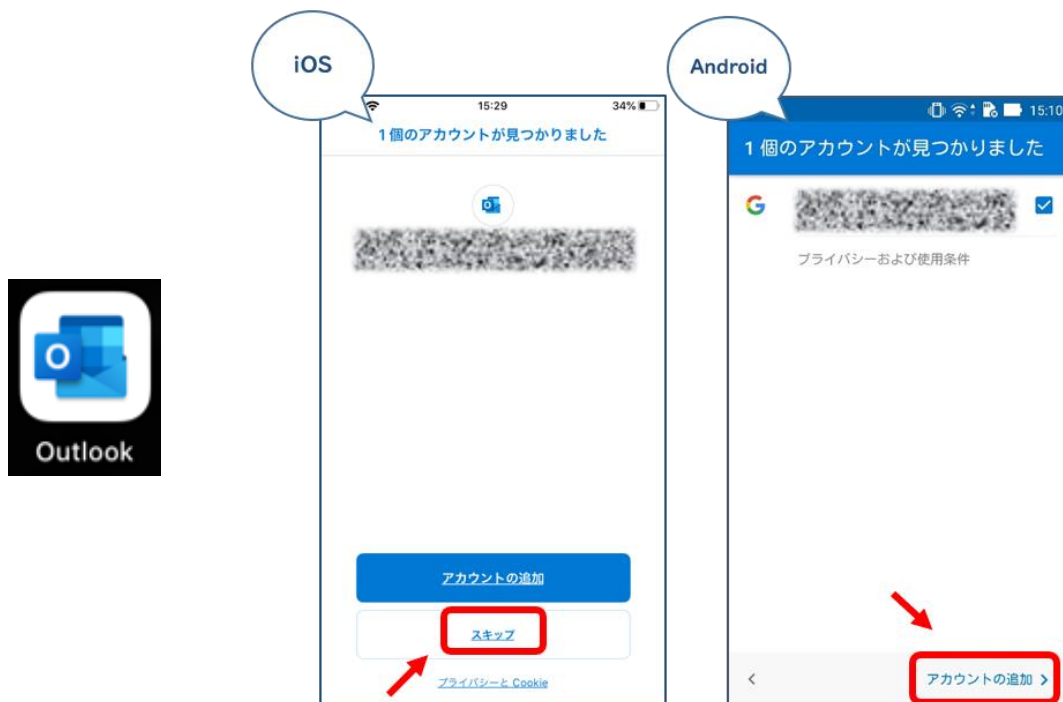 iOS
Android
15:29
34%
1個のアカウントが見つかりました
アカウントの追加
スキップ
プライバシーと Cookie
15:10
1 個のアカウントが見つかりました
G
プライバシーおよび使用条件
<
アカウントの追加 >
O
Outlook